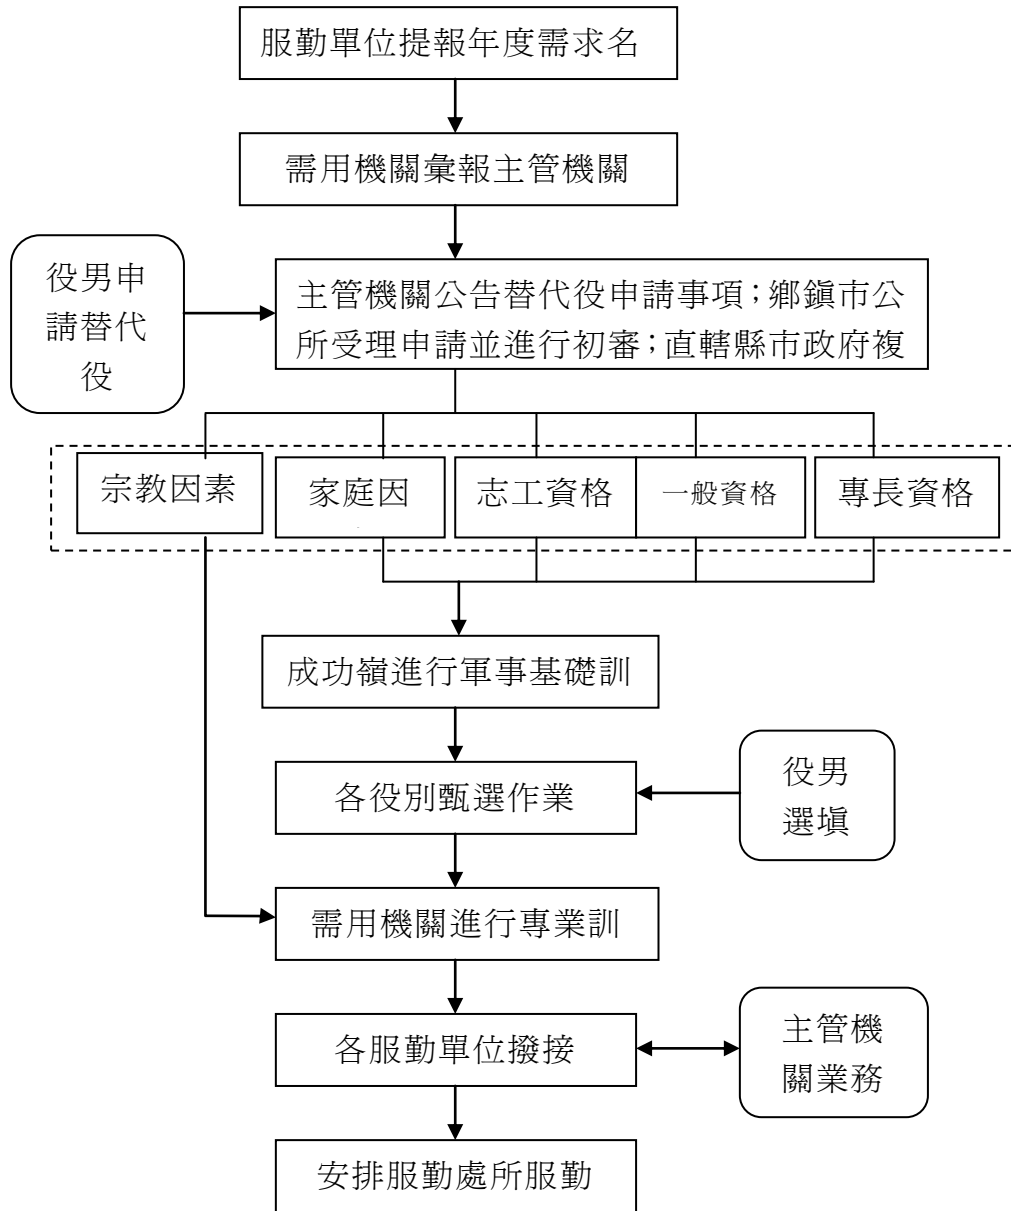 服勤單位提報年度需求名
需用機關彙報主管機關
役男申
請替代
役
主管機關公告替代役申請事項；鄉鎮市公
所受理申請並進行初審；直轄縣市政府複
宗教因素
家庭因
志工資格
一般資格
專長資格
成功嶺進行軍事基礎訓
各役別甄選作業
役男
選填
需用機關進行專業訓
各服勤單位撥接
主管機
關業務
安排服勤處所服勤